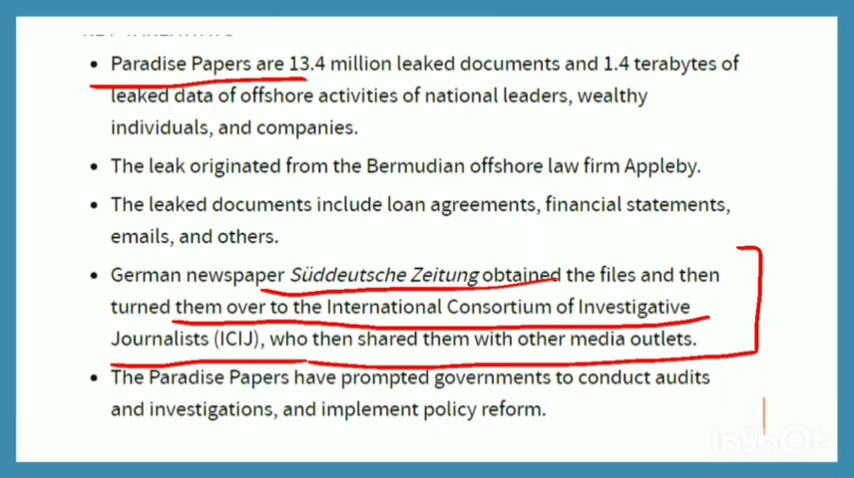 • Paradise Papers are 13.4 million leaked documents and 1.4 terabytes of
leaked data of offshore activities of national leaders, wealthy
individuals, and companies.
• The leak originated from the Bermudian offshore law firm Appleby.
• The leaked documents include loan agreements, financial statements,
emails, and others.
• German newspaper Süddeutsche Zeitung obtained the files and then
turned them over to the International Consortium of Investigative
Journalists (ICIJ), who then shared them with other media outlets.
• The Paradise Papers have prompted governments to conduct audits
and investigations, and implement policy reform.
InShOt